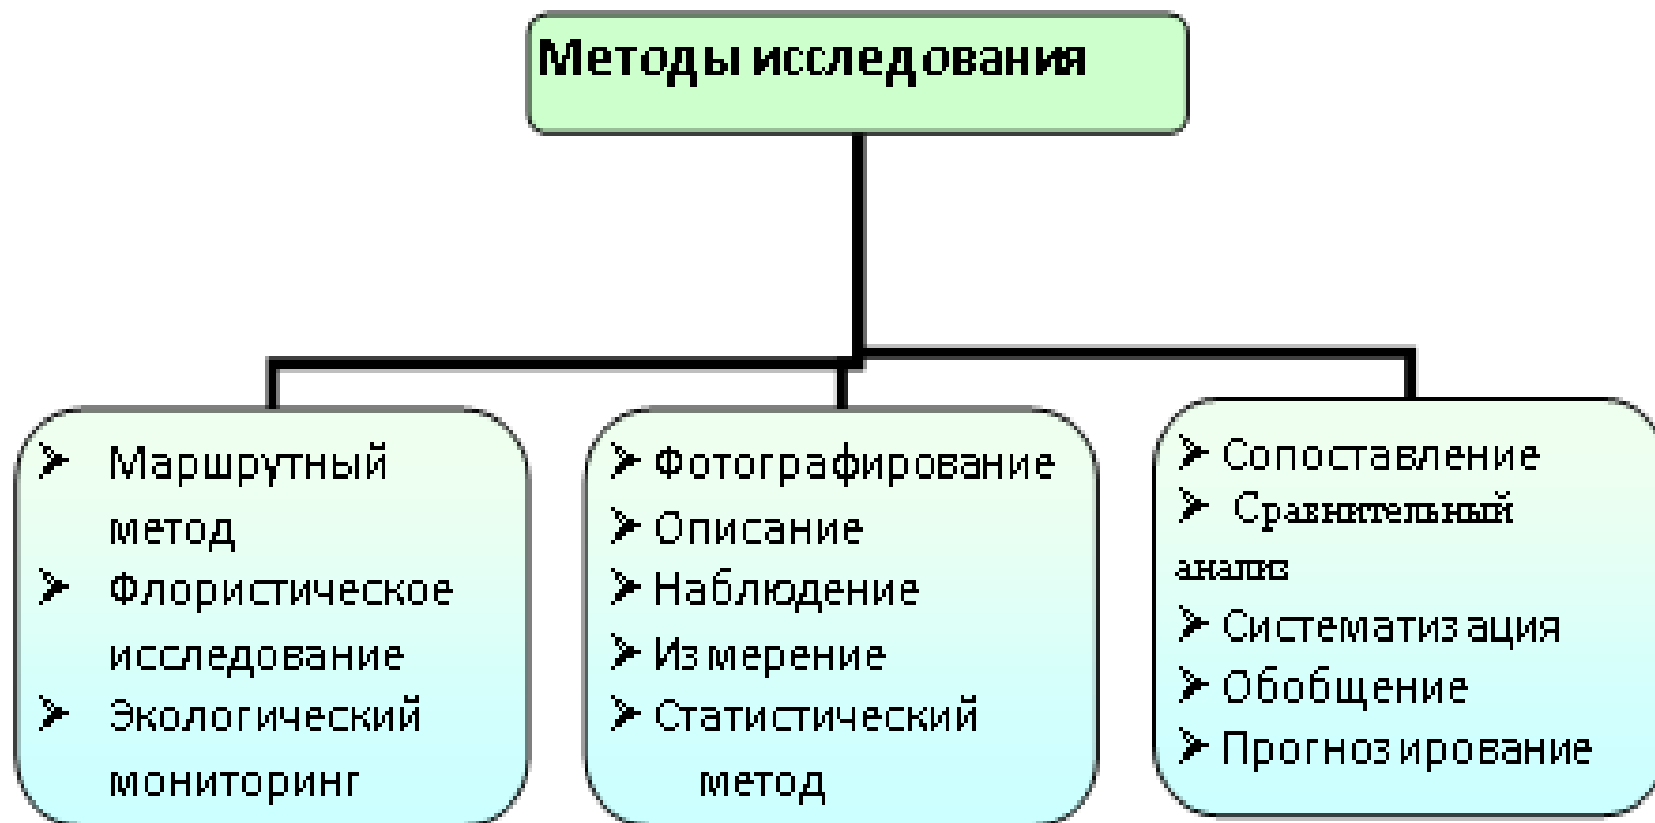 Методы исследования
➢ Маршрутный
метод
➢ Флористическое
исследование
➢ Экологический
мониторинг
➢ Фотографирование
➢ Описание
➢ Наблюдение
➢ Измерение
➢ Статистический
метод
➢ Сопоставление
➢ Сравнительный
анализ
➢ Систематизация
➢ Обобщение
➢ Прогнозирование